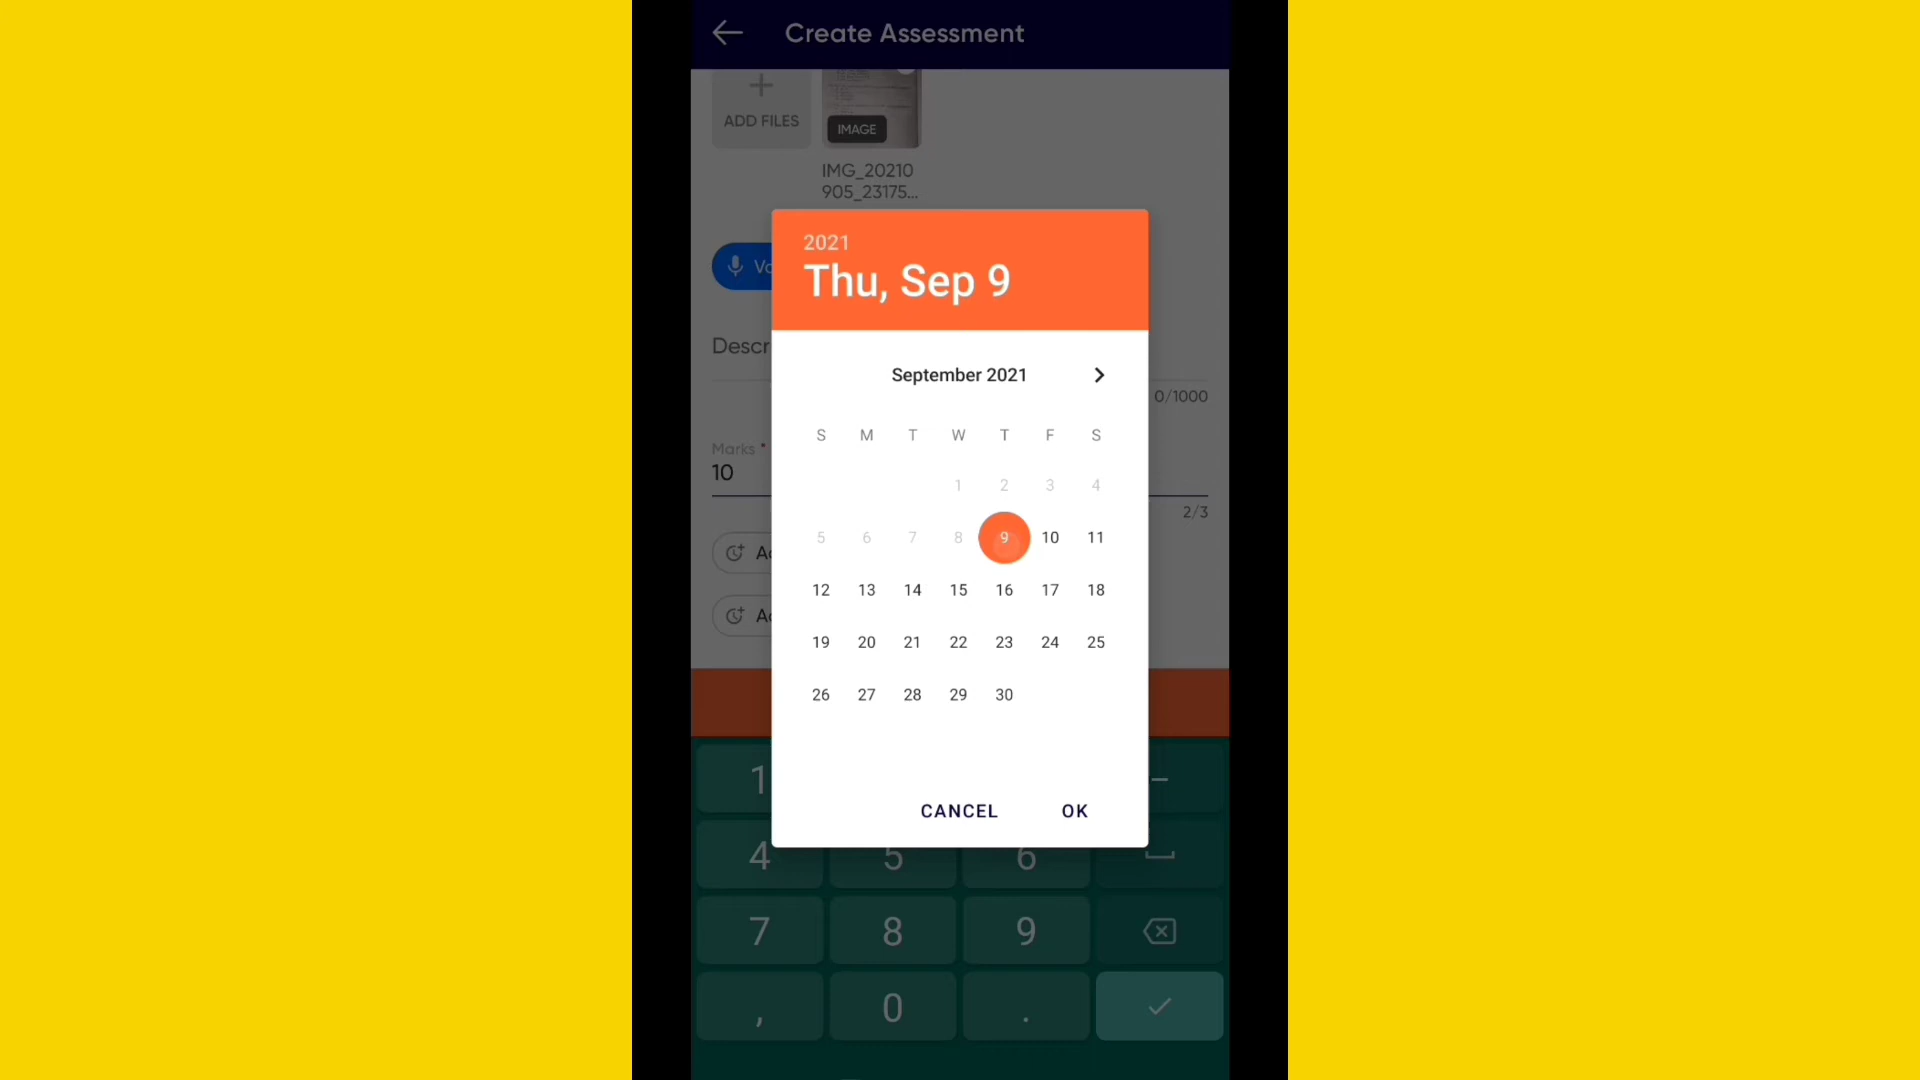 Create Assessment
ADD FILES
IMAGE
IMG_20210
905_23175...
2021
Thu, Sep 9
Descr
0/1000
September 2021
S M T W T F S
1 2 3 4
5 6 7 8 9 10 11
12 13 14 15 16 17 18
19 20 21 22 23 24 25
26 27 28 29 30
Marks *
10
2/3
CANCEL OK
1 –
4 5 6
7 8 9
, 0 .